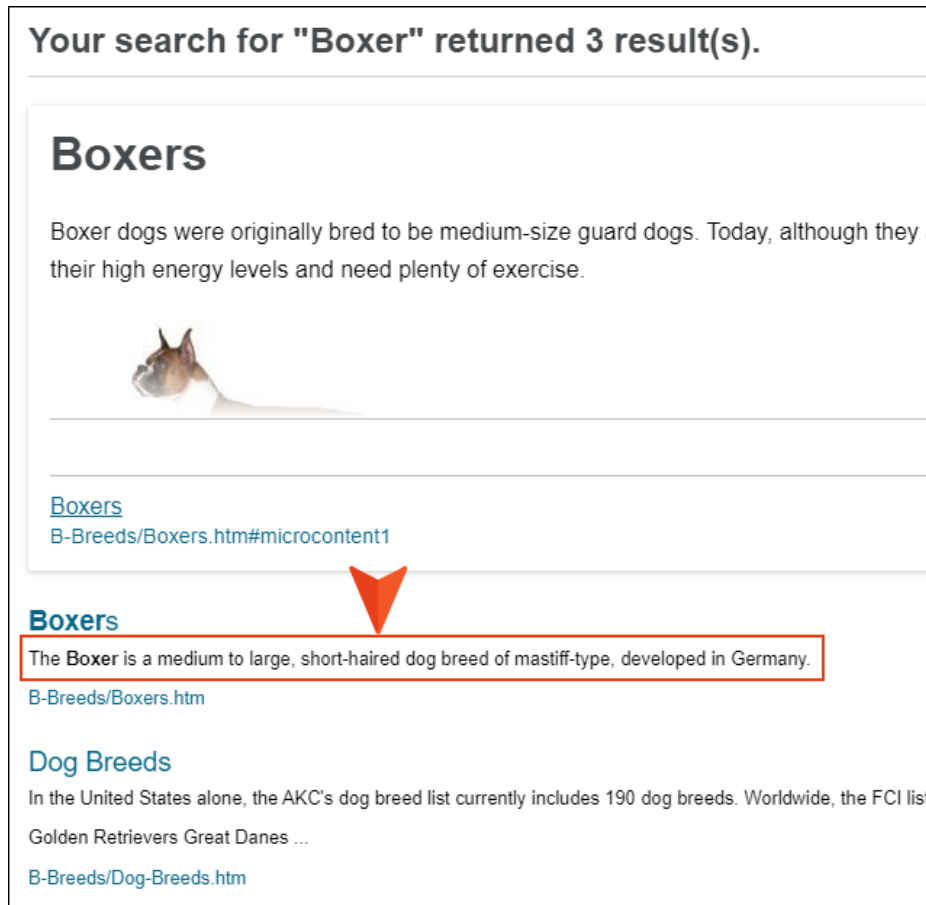 Your search for "Boxer" returned 3 result(s).
Boxers
Boxer dogs were originally bred to be medium-size guard dogs. Today, although they
their high energy levels and need plenty of exercise.
Boxers
B-Breeds/Boxers.htm#microcontent1
Boxers
The Boxer is a medium to large, short-haired dog breed of mastiff-type, developed in Germany.
B-Breeds/Boxers.htm
Dog Breeds
In the United States alone, the AKC's dog breed list currently includes 190 dog breeds. Worldwide, the FCI
Golden Retrievers Great Danes ...
B-Breeds/Dog-Breeds.htm